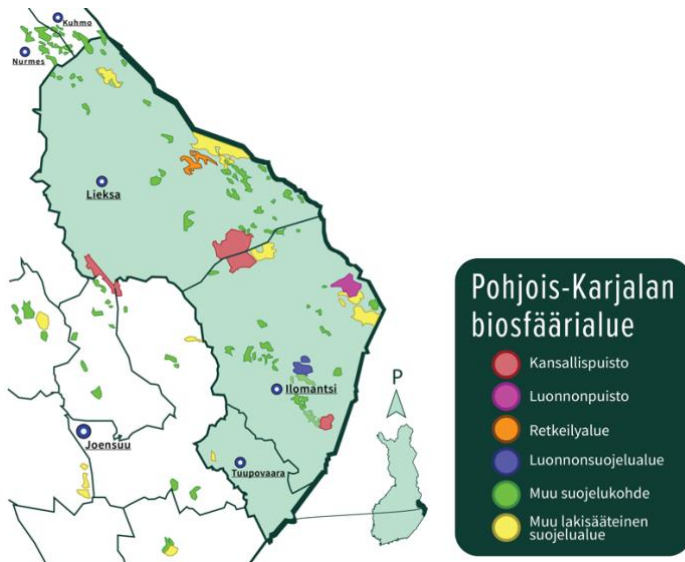 Kuhmo
Nurmes
Lieksa
Ilomantsi
Joensuu
Tuupovaara
P
Pohjois-Karjalan
biosfäärialue
Kansallispuisto
Luonnonpuisto
Retkeilyalue
Luonnonsuojelualue
Muu suojelukohde
Muu lakisääteinen
suojelualue